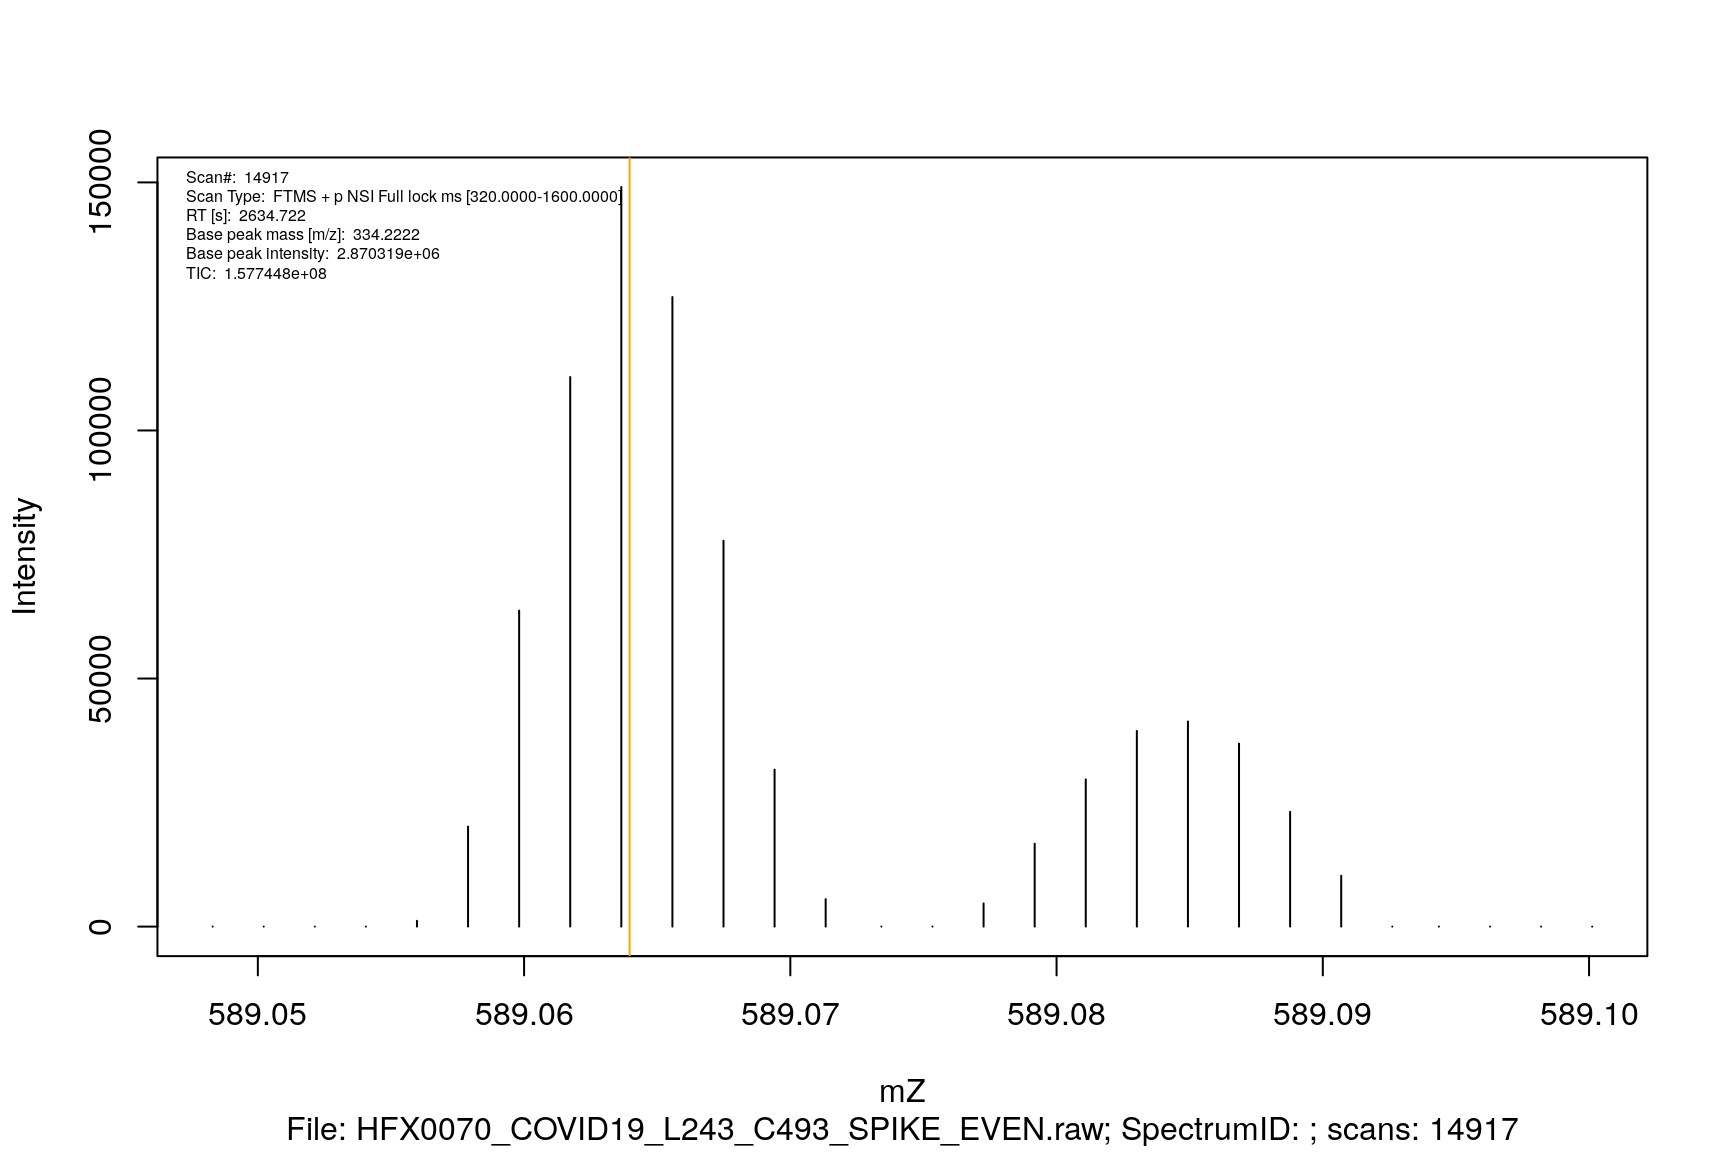 Scan#: 14917
Scan Type: FTMS + p NSI Full lock ms [320.0000-1600.0000]
RT [s]: 2634.722
Base peak mass [m/z]: 334.2222
Base peak intensity: 2.870319e+06
TIC: 1.577448e+08
150000
100000
50000
0
Intensity
589.05 589.06 589.07 589.08 589.09 589.10
mZ
File: HFX0070_COVID19_L243_C493_SPIKE_EVEN.raw; SpectrumID: ; scans: 14917